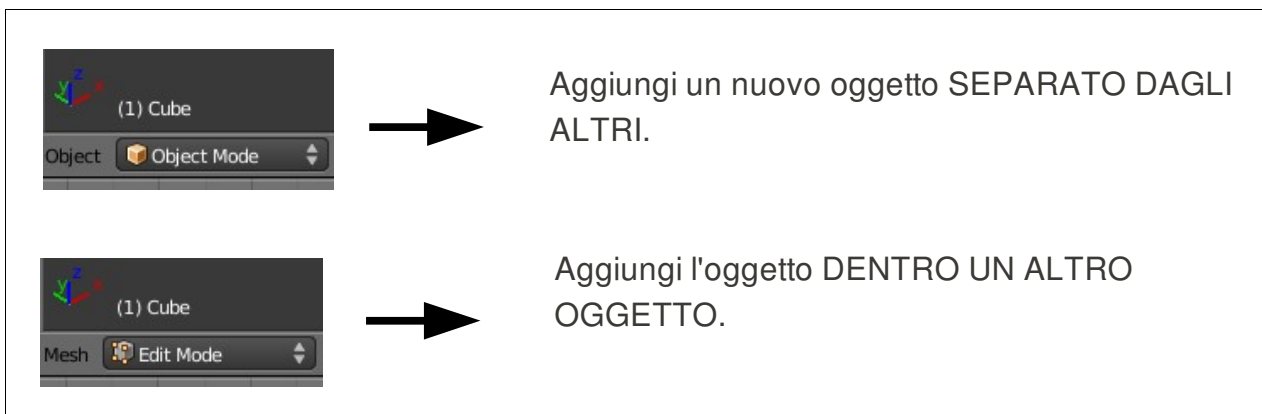 z
y x
(1) Cube
Object Object Mode
Aggiungi un nuovo oggetto SEPARATO DAGLI
ALTRI.
z
y x
(1) Cube
Mesh Edit Mode
Aggiungi l'oggetto DENTRO UN ALTRO
OGGETTO.